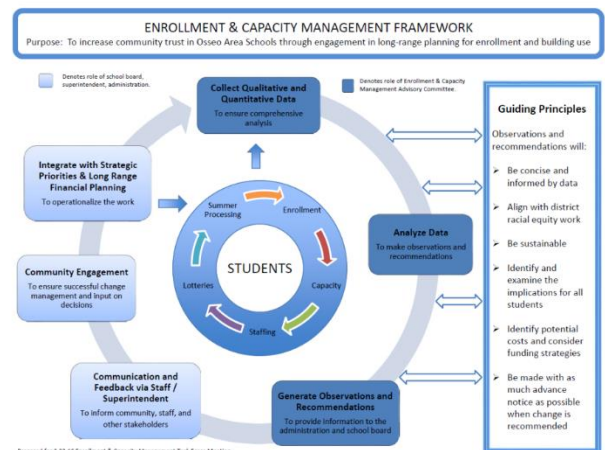 ENROLLMENT & CAPACITY MANAGEMENT FRAMEWORK
Purpose: To increase community trust in Osseo Area Schools through engagement in long-range planning for enrollment and building use
Denotes role of school board,
superintendent, administration.
Denotes role of Enrollment & Capacity
Management Advisory Committee.
Collect Qualitative and
Quantitative Data
To ensure comprehensive
analysis
Integrate with Strategic
Priorities & Long Range
Financial Planning
To operationalize the work
Community Engagement
To ensure successful change
management and input on
decisions
Communication and
Feedback via Staff /
Superintendent
To inform community, staff, and
other stakeholders
Generate Observations and
Recommendations
To provide information to the
administration and school board
Analyze Data
To make observations and
recommendations
Summer
Processing
Enrollment
STUDENTS
Lotteries
Capacity
Staffing
Guiding Principles
Observations and
recommendations will:
➢ Be concise and
informed by data
➢ Align with district
racial equity work
➢ Be sustainable
➢ Identify and
examine the
implications for all
students
➢ Identify potential
costs and consider
funding strategies
➢ Be made with as
much advance
notice as possible
when change is
recommended